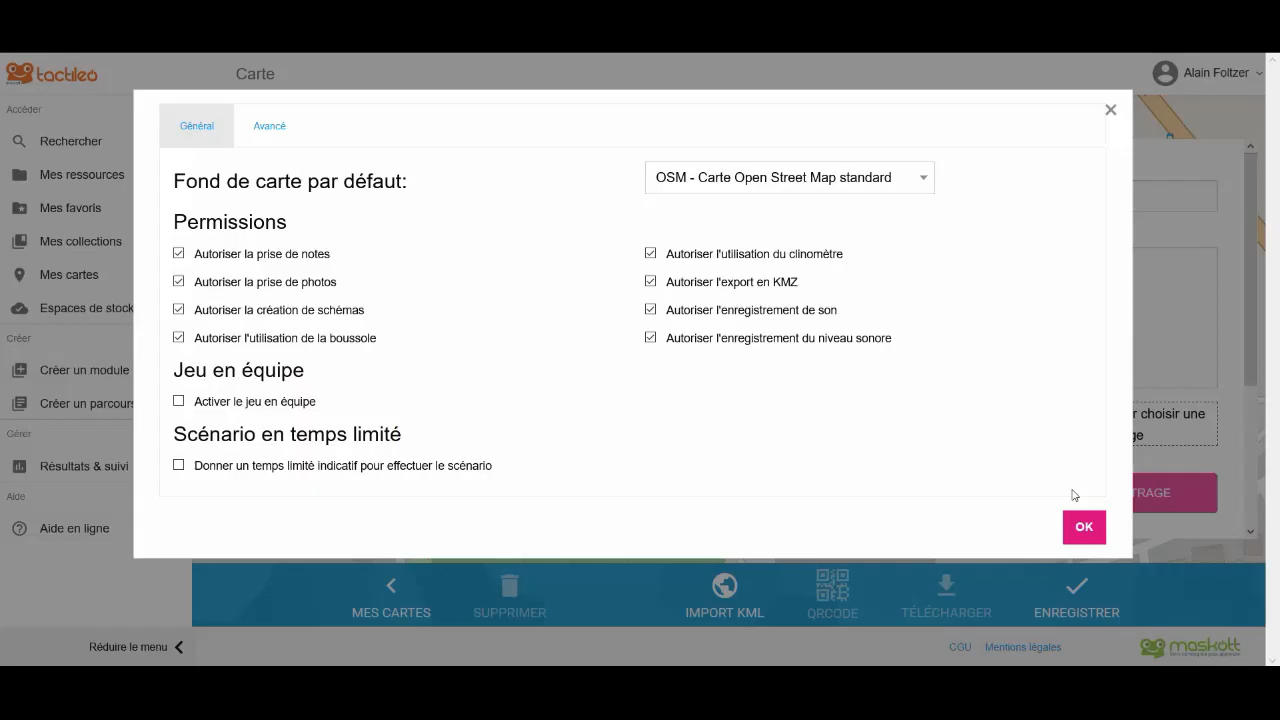 tactileo
Carte
Alain Foltzer
Accéder
Rechercher
Mes ressources
Mes favoris
Mes collections
Mes cartes
Espaces de stock
Créer
Créer un module
Créer un parcours
Gérer
Résultats & suivi
Aide
Aide en ligne
Réduire le menu
Général
Avancé
Fond de carte par défaut:
OSM - Carte Open Street Map standard
Permissions
Autoriser la prise de notes
Autoriser l'utilisation du clinomètre
Autoriser la prise de photos
Autoriser l'export en KMZ
Autoriser la création de schémas
Autoriser l'enregistrement de son
Autoriser l'utilisation de la boussole
Autoriser l'enregistrement du niveau sonore
Jeu en équipe
Activer le jeu en équipe
Scénario en temps limité
Donner un temps limité indicatif pour effectuer le scénario
OK
r choisir une
ge
TRAGE
MES CARTES
SUPPRIMER
IMPORT KML
QRCODE
TÉLÉCHARGER
ENREGISTRER
CGU
Mentions légales
maskott